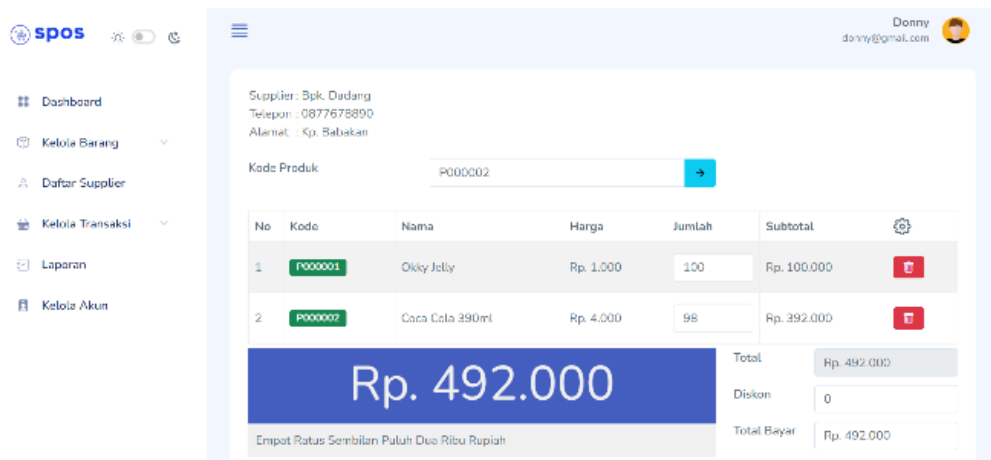 spos
Donny
donny@gmail.com
Dashboard
Kelola Barang
Daftar Supplier
Kelola Transaksi
Laporan
Kelola Akun
Supplier : Bpk. Dadang
Telepon : 0877678890
Alamat : Kp. Babakan
Kode Produk
P000002
No Kode Nama Harga Jumlah Subtotal
1 P000001 Okky Jelly Rp. 1.000 100 Rp. 100.000
2 P000002 Coca Cola 390ml Rp. 4.000 98 Rp. 392.000
Rp. 492.000
Empat Ratus Sembilan Puluh Dua Ribu Rupiah
Total Rp. 492.000
Diskon 0
Total Bayar Rp. 492.000